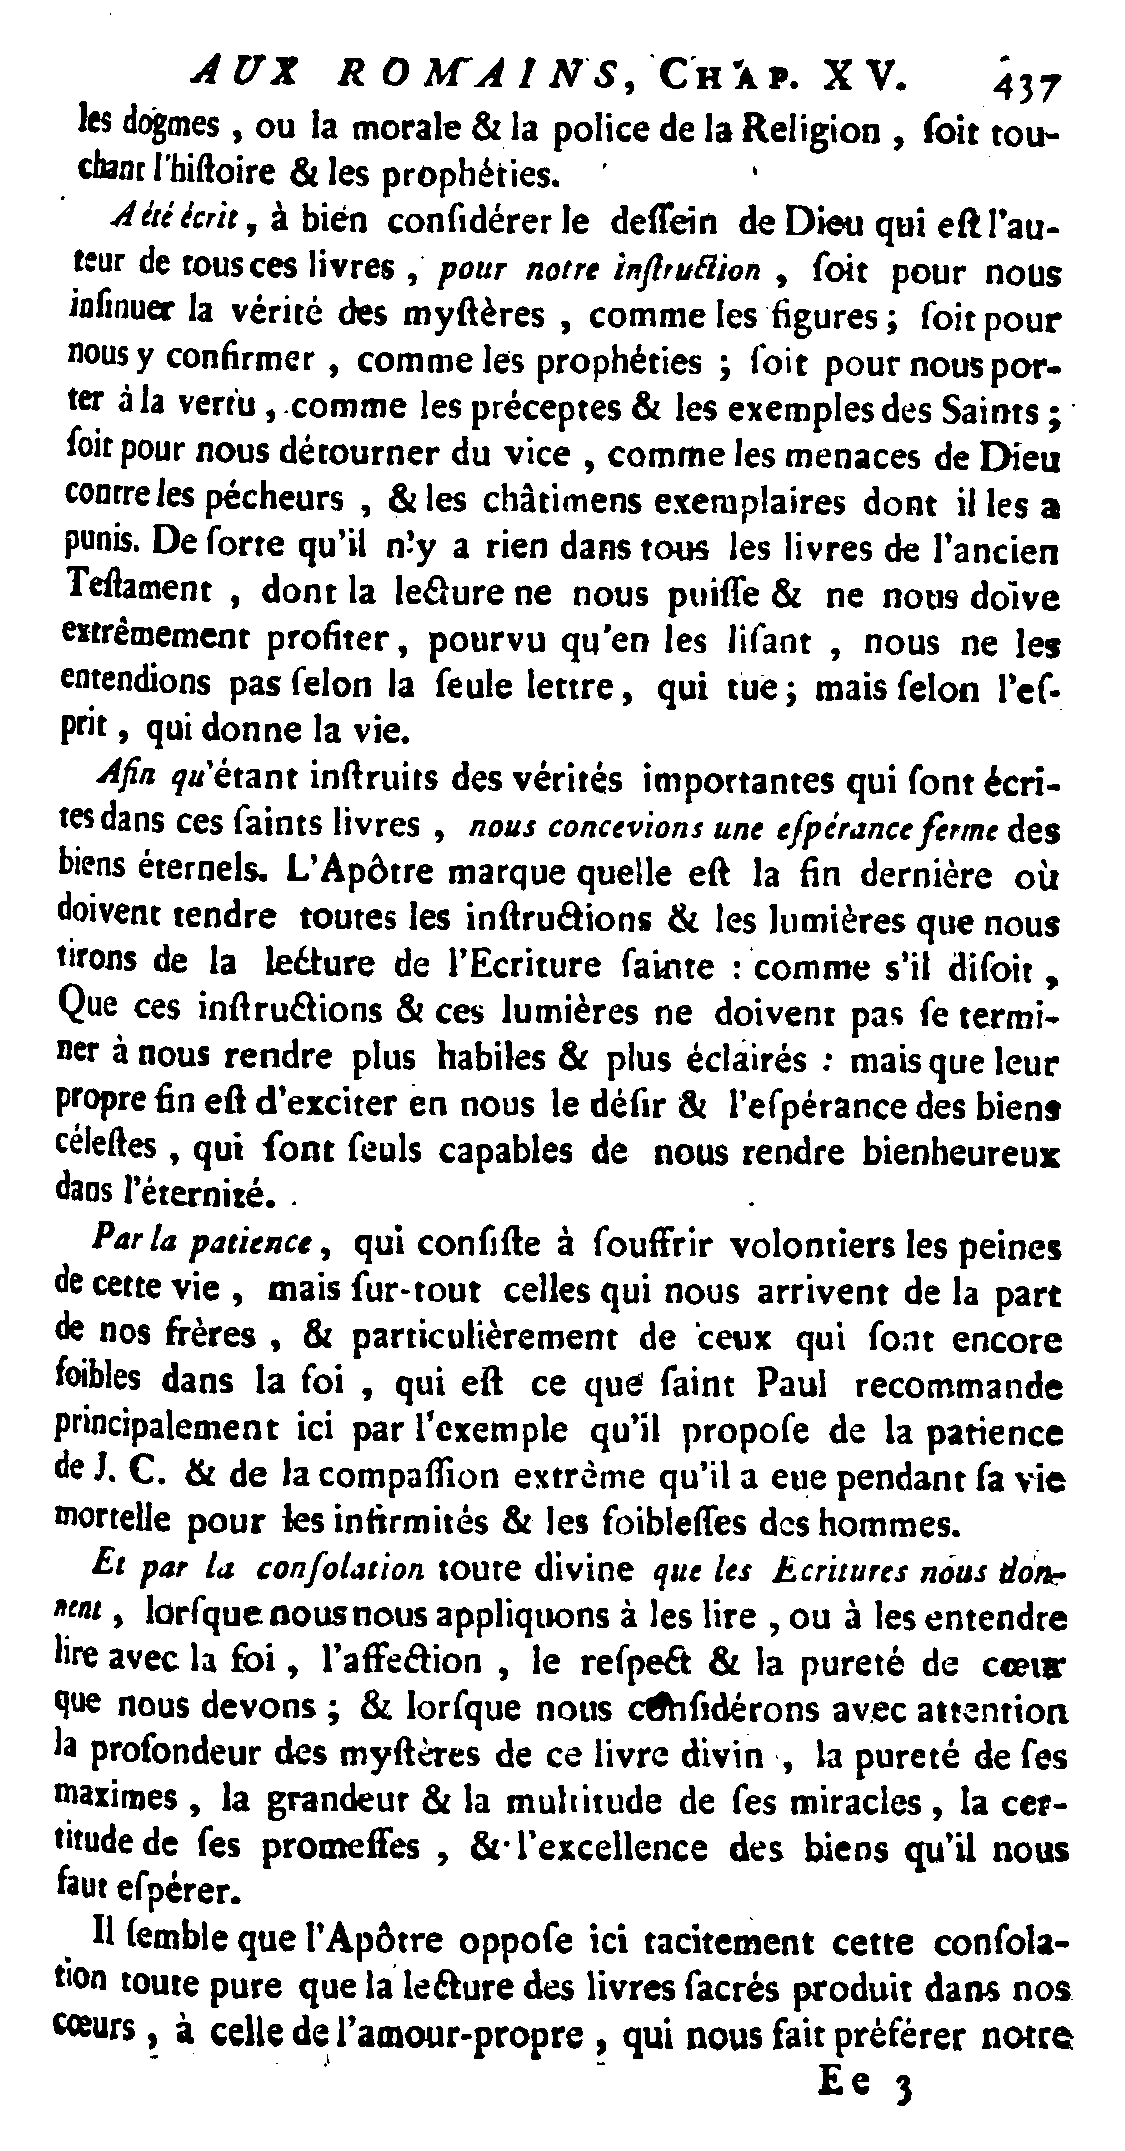 AUX ROMAINS, CHAP. XV. 437
les dogmes, ou la morale & la police de la Religion, ſoit tou-
chant l'hiſtoire & les prophéties.
A été écrit, à bien conſidérer le deſſein de Dieu qui eſt l'au-
teur de tous ces livres, pour notre inſtruction, ſoit pour nous
inſinuer la vérité des myſtères, comme les figures; ſoit pour
nous y confirmer, comme les prophéties; ſoit pour nous por-
ter à la vertu, comme les préceptes & les exemples des Saints;
ſoit pour nous détourner du vice, comme les menaces de Dieu
contre les pécheurs, & les châtimens exemplaires dont il les a
punis. De ſorte qu'il n'y a rien dans tous les livres de l'ancien
Teſtament, dont la lecture ne nous puiſſe & ne nous doive
extrêmement profiter, pourvu qu'en les liſant, nous ne les
entendions pas ſelon la ſeule lettre, qui tue; mais ſelon l'eſ-
prit, qui donne la vie.
Afin qu'étant inſtruits des vérités importantes qui ſont écri-
tes dans ces ſaints livres, nous concevions une eſpérance ferme des
biens éternels. L'Apôtre marque quelle eſt la fin dernière où
doivent tendre toutes les inſtructions & les lumières que nous
tirons de la lecture de l'Ecriture ſainte : comme s'il diſoit,
Que ces inſtructions & ces lumières ne doivent pas ſe termi-
ner à nous rendre plus habiles & plus éclairés : mais que leur
propre fin eſt d'exciter en nous le déſir & l'eſpérance des biens
céleſtes, qui ſont ſeuls capables de nous rendre bienheureux
dans l'éternité.
Par la patience, qui conſiſte à ſouffrir volontiers les peines
de cette vie, mais ſur-tout celles qui nous arrivent de la part
de nos frères, & particulièrement de ceux qui ſont encore
foibles dans la foi, qui eſt ce que ſaint Paul recommande
principalement ici par l'exemple qu'il propoſe de la patience
de J. C. & de la compaſſion extrême qu'il a eue pendant ſa vie
mortelle pour les infirmités & les foibleſſes des hommes.
Et par la conſolation toute divine que les Ecritures nous don-
nent, lorſque nous nous appliquons à les lire, ou à les entendre
lire avec la foi, l'affection, le reſpect & la pureté de cœur
que nous devons; & lorſque nous conſidérons avec attention
la profondeur des myſtères de ce livre divin, la pureté de ſes
maximes, la grandeur & la multitude de ſes miracles, la cer-
titude de ſes promeſſes, & l'excellence des biens qu'il nous
faut eſpérer.
Il ſemble que l'Apôtre oppoſe ici tacitement cette conſola-
tion toute pure que la lecture des livres ſacrés produit dans nos
cœurs, à celle de l'amour-propre, qui nous fait préférer notre
Ee 3